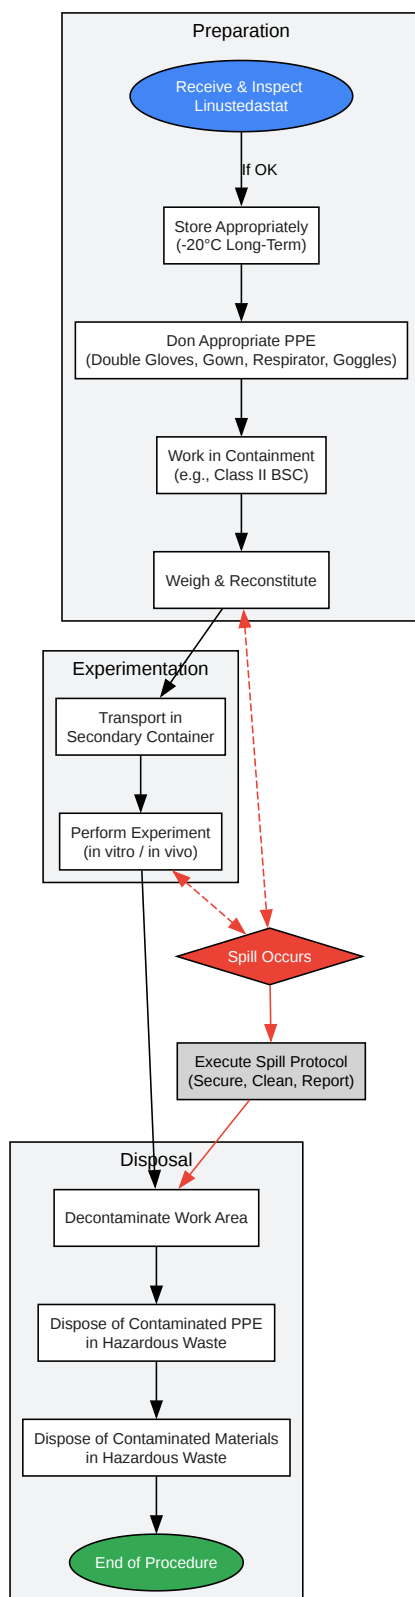 Preparation
Receive & Inspect
Linustedastat
If OK
Store Appropriately
(-20°C Long-Term)
Don Appropriate PPE
(Double Gloves, Gown, Respirator, Goggles)
Work in Containment
(e.g., Class II BSC)
Weigh & Reconstitute
Experimentation
Transport in
Secondary Container
Perform Experiment
(in vitro / in vivo)
Spill Occurs
Execute Spill Protocol
(Secure, Clean, Report)
Disposal
Decontaminate Work Area
Dispose of Contaminated PPE
in Hazardous Waste
Dispose of Contaminated Materials
in Hazardous Waste
End of Procedure